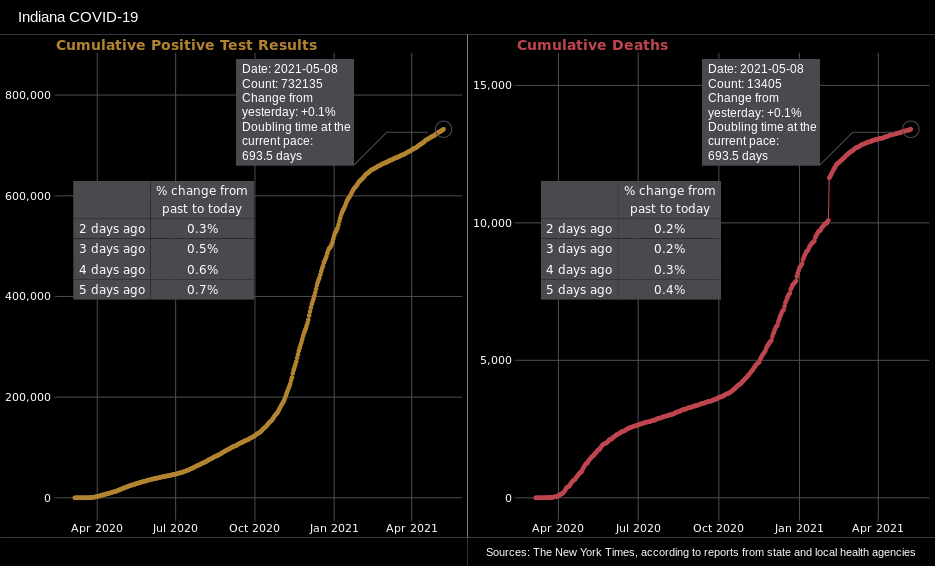 Indiana COVID-19
Cumulative Positive Test Results
Date: 2021-05-08
Count: 732135
Change from
yesterday: +0.1%
Doubling time at the
current pace:
693.5 days
800,000
600,000
400,000
200,000
0
% change from
past to today
2 days ago 0.3%
3 days ago 0.5%
4 days ago 0.6%
5 days ago 0.7%
Apr 2020 Jul 2020 Oct 2020 Jan 2021 Apr 2021
Cumulative Deaths
Date: 2021-05-08
Count: 13405
Change from
yesterday: +0.1%
Doubling time at the
current pace:
693.5 days
15,000
10,000
5,000
0
% change from
past to today
2 days ago 0.2%
3 days ago 0.2%
4 days ago 0.3%
5 days ago 0.4%
Apr 2020 Jul 2020 Oct 2020 Jan 2021 Apr 2021
Sources: The New York Times, according to reports from state and local health agencies